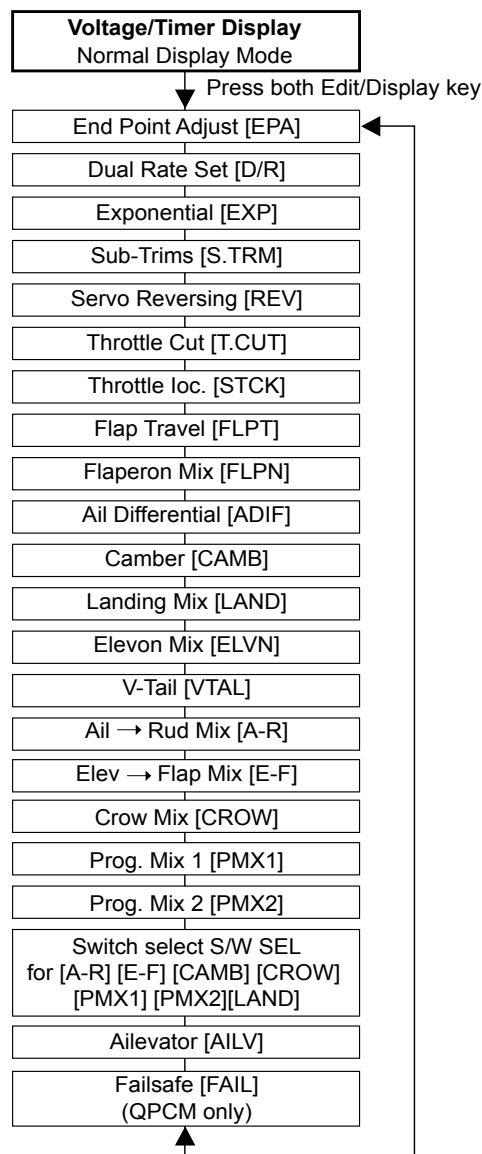 Voltage/Timer Display
Normal Display Mode
Press both Edit/Display key
End Point Adjust [EPA]
Dual Rate Set [D/R]
Exponential [EXP]
Sub-Trims [S.TRM]
Servo Reversing [REV]
Throttle Cut [T.CUT]
Throttle loc. [STCK]
Flap Travel [FLPT]
Flaperon Mix [FLPN]
Ail Differential [ADIF]
Camber [CAMB]
Landing Mix [LAND]
Elevon Mix [ELVN]
V-Tail [VTAL]
Ail → Rud Mix [A-R]
Elev → Flap Mix [E-F]
Crow Mix [CROW]
Prog. Mix 1 [PMX1]
Prog. Mix 2 [PMX2]
Switch select S/W SEL
for [A-R] [E-F] [CAMB] [CROW]
[PMX1] [PMX2][LAND]
Ailevator [AILV]
Failsafe [FAIL]
(QPCM only)